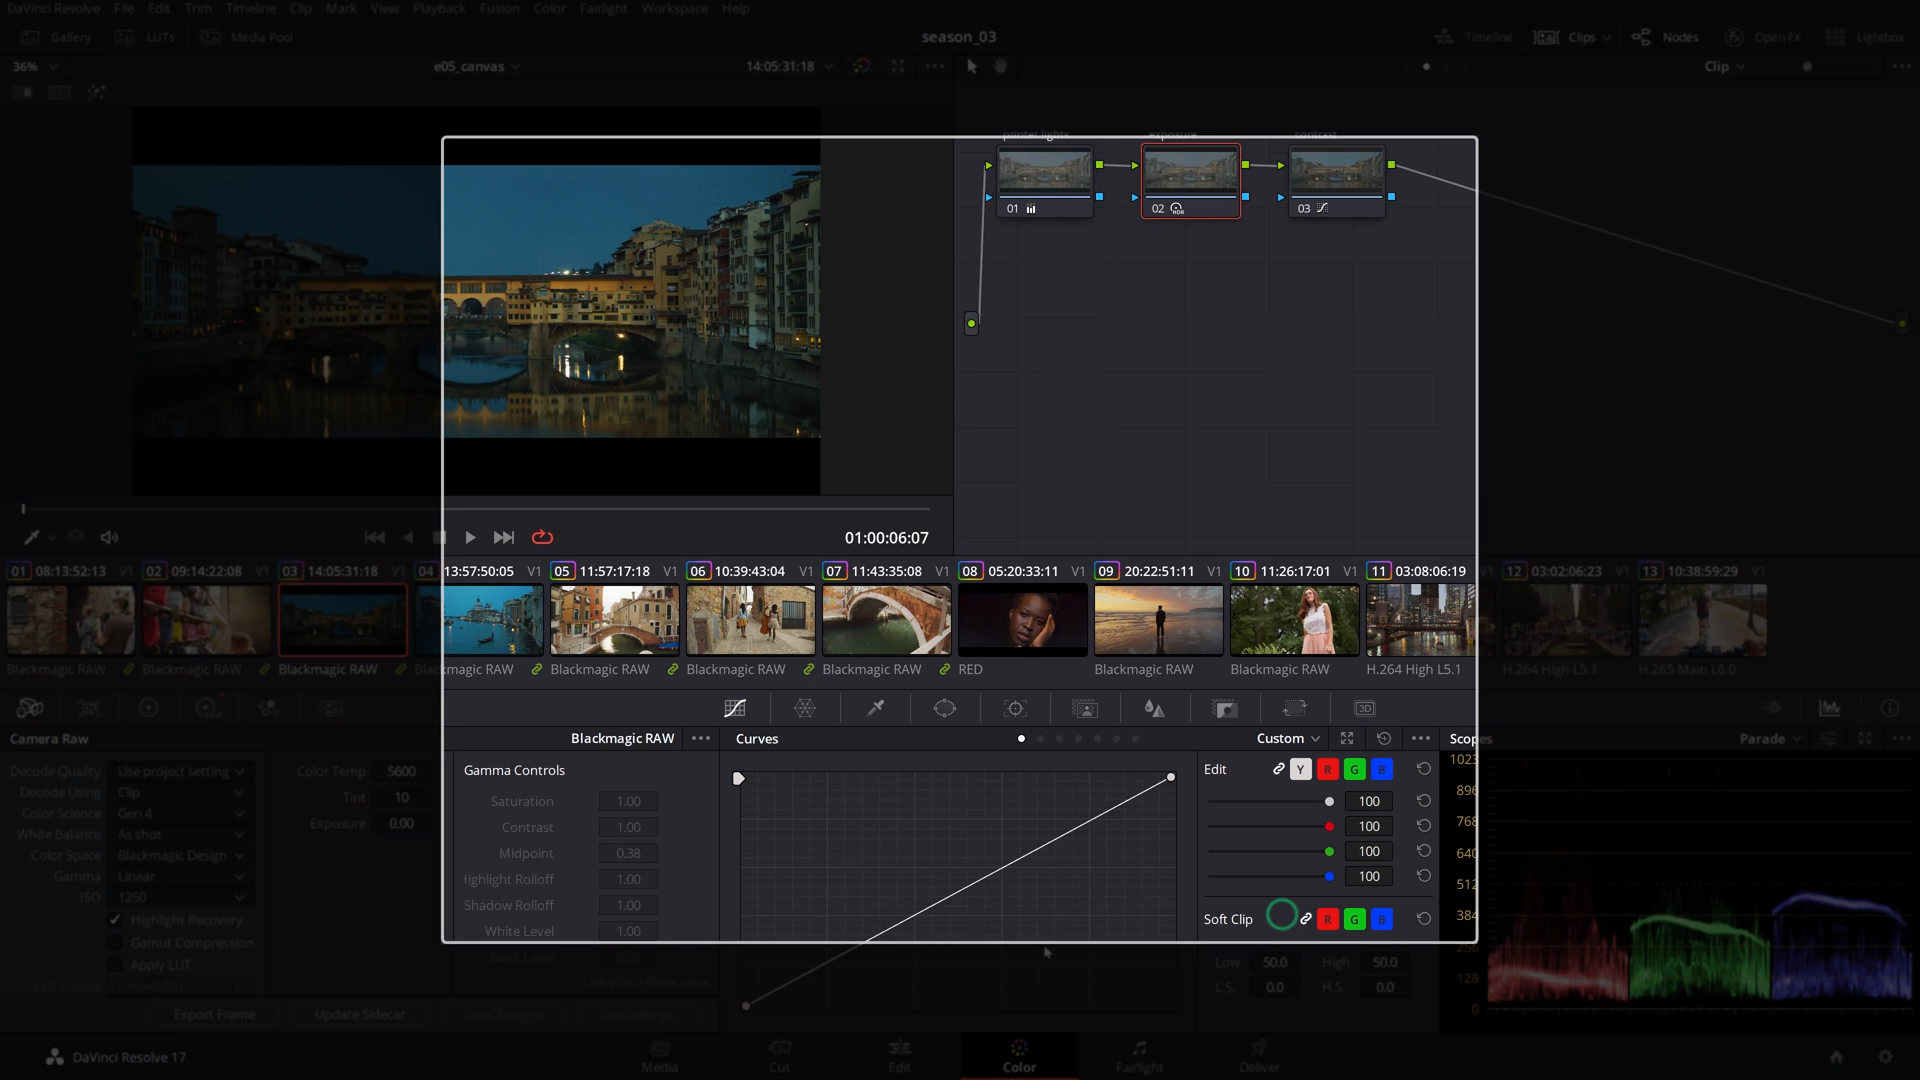 DaVinci Resolve File Edit Trim Timeline Clip Mark View Playback Fusion Color Fairlight Workspace Help
Gallery LUTs Media Pool season_03 Timeline Clips Nodes Open FX Lightbox
36% e05_canvas 14:05:31:18 Clip
printer lights exposure contrast
01 02 HDR 03
01:00:06:07
01 08:13:52:13 V1 02 09:14:22:08 V1 03 14:05:31:18 V1 04 13:57:50:05 V1 05 11:57:17:18 V1 06 10:39:43:04 V1 07 11:43:35:08 V1 08 05:20:33:11 V1 09 20:22:51:11 V1 10 11:26:17:01 V1 11 03:08:06:19 V1 12 03:02:06:23 V1 13 10:38:59:29 V1
Blackmagic RAW Blackmagic RAW Blackmagic RAW Blackmagic RAW Blackmagic RAW Blackmagic RAW Blackmagic RAW RED Blackmagic RAW Blackmagic RAW H.264 High L5.1 H.264 High L5.1 H.265 Main L6.0
3D
Camera Raw Blackmagic RAW Curves Custom Scopes Parade
Decode Quality Use project setting
Decode Using Clip
Color Science Gen 4
White Balance As shot
Color Space Blackmagic Design
Gamma Linear
ISO 1250
Highlight Recovery
Gamut Compression
Apply LUT
Color Temp 5600
Tint 10
Exposure 0.00
Gamma Controls
Saturation 1.00
Contrast 1.00
Midpoint 0.38
Highlight Rolloff 1.00
Shadow Rolloff 1.00
White Level 1.00
Black Level 0.00
Export Frame Update Sidecar
Edit Y R G B
100
100
100
100
Soft Clip R G B
Low 50.0 High 50.0
L.S. 0.0 H.S. 0.0
1023
896
768
640
512
384
256
128
0
DaVinci Resolve 17 Media Cut Edit Color Fairlight Deliver